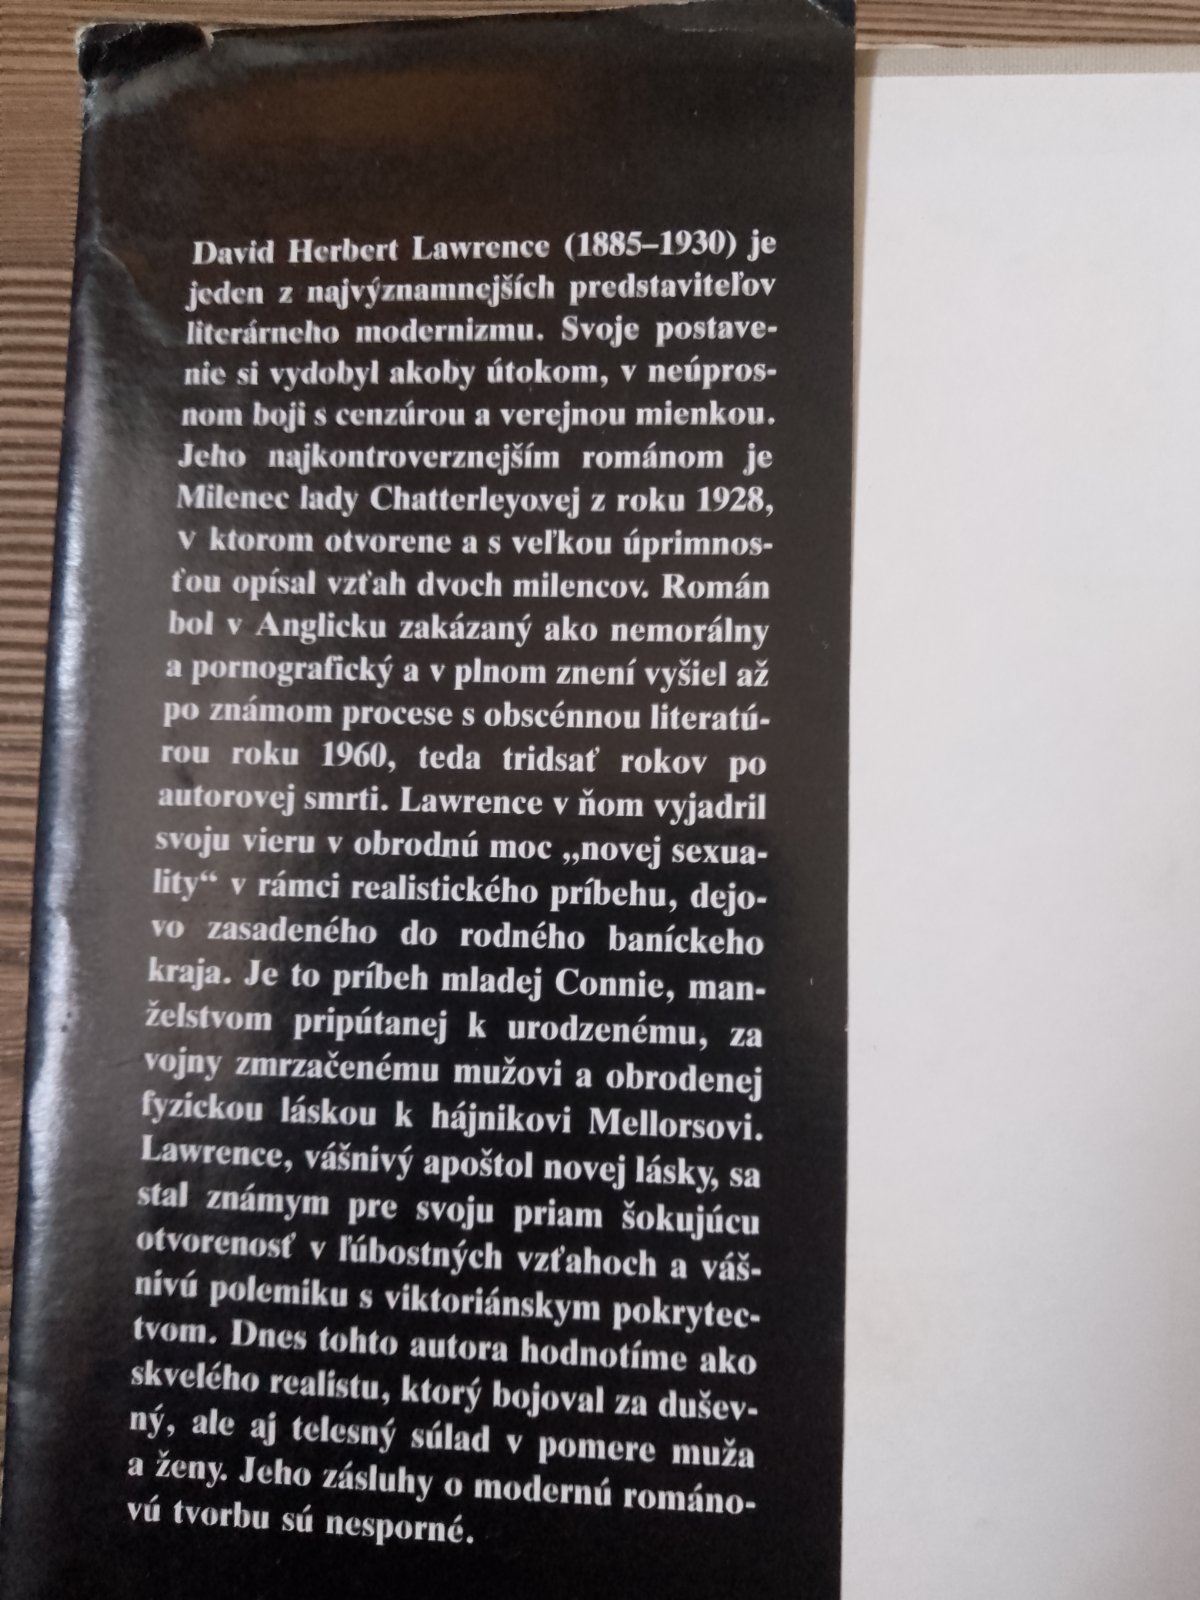 David Herbert Lawrence (1885–1930) je
jeden z najvýznamnejších predstaviteľov
literárneho modernizmu. Svoje postave-
nie si vydobyl akoby útokom, v neúpros-
nom boji s cenzúrou a verejnou mienkou.
Jeho najkontroverznejším románom je
Milenec lady Chatterleyovej z roku 1928,
v ktorom otvorene a s veľkou úprimnos-
ťou opísal vzťah dvoch milencov. Román
bol v Anglicku zakázaný ako nemorálny
a pornografický a v plnom znení vyšiel až
po známom procese s obscénnou literatú-
rou roku 1960, teda tridsať rokov po
autorovej smrti. Lawrence v ňom vyjadril
svoju vieru v obrodnú moc „novej sexua-
lity“ v rámci realistického príbehu, dejo-
vo zasadeného do rodného baníckeho
kraja. Je to príbeh mladej Connie, man-
želstvom pripútanej k urodzenému, za
vojny zmrzačenému mužovi a obrodenej
fyzickou láskou k hájnikovi Mellorsovi.
Lawrence, vášnivý apoštol novej lásky, sa
stal známym pre svoju priam šokujúcu
otvorenosť v ľúbostných vzťahoch a váš-
nivú polemiku s viktoriánskym pokrytec-
tvom. Dnes tohto autora hodnotíme ako
skvelého realistu, ktorý bojoval za dušev-
ný, ale aj telesný súlad v pomere muža
a ženy. Jeho zásluhy o modernú románo-
vú tvorbu sú nesporné.